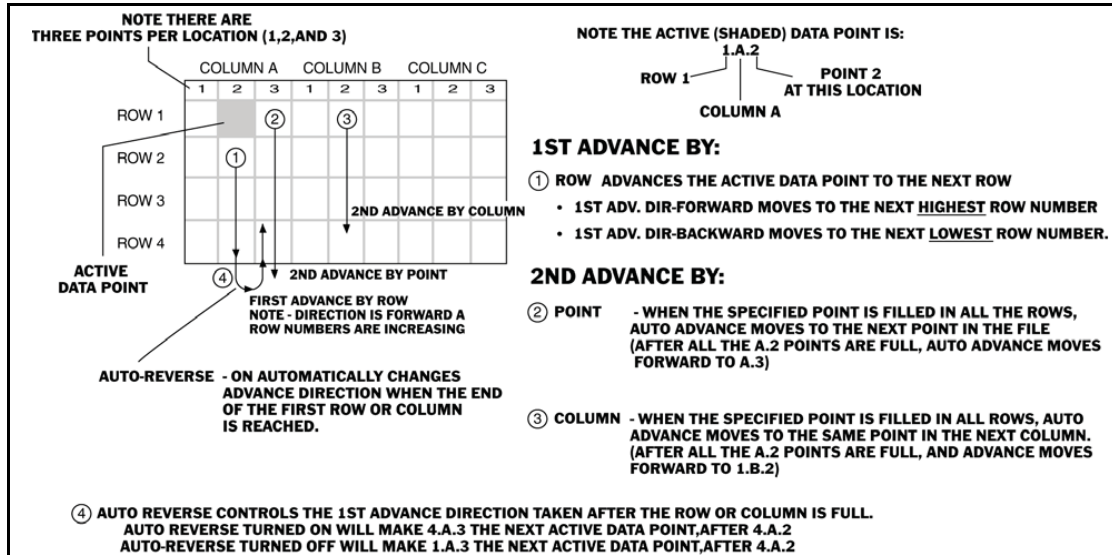 NOTE THERE ARE
THREE POINTS PER LOCATION (1,2,AND 3)
COLUMN A COLUMN B COLUMN C
1 2 3 1 2 3 1 2 3
ROW 1
② ③
ROW 2
①
ROW 3
2ND ADVANCE BY COLUMN
ROW 4
ACTIVE
DATA POINT
④
2ND ADVANCE BY POINT
FIRST ADVANCE BY ROW
NOTE - DIRECTION IS FORWARD A
ROW NUMBERS ARE INCREASING
AUTO-REVERSE - ON AUTOMATICALLY CHANGES
ADVANCE DIRECTION WHEN THE END
OF THE FIRST ROW OR COLUMN
IS REACHED.
NOTE THE ACTIVE (SHADED) DATA POINT IS:
1.A.2
ROW 1
POINT 2
AT THIS LOCATION
COLUMN A
1ST ADVANCE BY:
① ROW ADVANCES THE ACTIVE DATA POINT TO THE NEXT ROW
• 1ST ADV. DIR-FORWARD MOVES TO THE NEXT HIGHEST ROW NUMBER
• 1ST ADV. DIR-BACKWARD MOVES TO THE NEXT LOWEST ROW NUMBER.
2ND ADVANCE BY:
② POINT - WHEN THE SPECIFIED POINT IS FILLED IN ALL THE ROWS,
AUTO ADVANCE MOVES TO THE NEXT POINT IN THE FILE
(AFTER ALL THE A.2 POINTS ARE FULL, AUTO ADVANCE MOVES
FORWARD TO A.3)
③ COLUMN - WHEN THE SPECIFIED POINT IS FILLED IN ALL ROWS, AUTO
ADVANCE MOVES TO THE SAME POINT IN THE NEXT COLUMN.
(AFTER ALL THE A.2 POINTS ARE FULL, AND ADVANCE MOVES
FORWARD TO 1.B.2)
④ AUTO REVERSE CONTROLS THE 1ST ADVANCE DIRECTION TAKEN AFTER THE ROW OR COLUMN IS FULL.
AUTO REVERSE TURNED ON WILL MAKE 4.A.3 THE NEXT ACTIVE DATA POINT,AFTER 4.A.2
AUTO-REVERSE TURNED OFF WILL MAKE 1.A.3 THE NEXT ACTIVE DATA POINT,AFTER 4.A.2